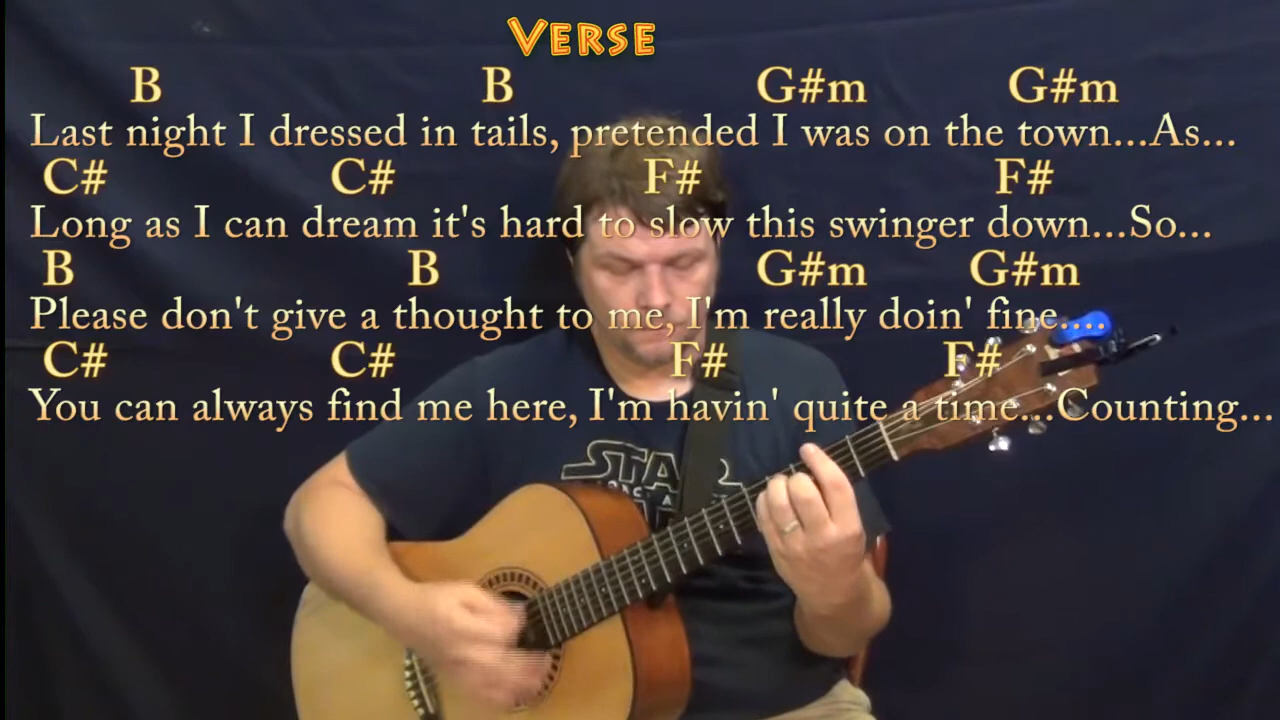 VERSE
B B G#m G#m
Last night I dressed in tails, pretended I was on the town...As...
C# C# F# F#
Long as I can dream it's hard to slow this swinger down...So...
B B G#m G#m
Please don't give a thought to me, I'm really doin' fine....
C# C# F# F#
You can always find me here, I'm havin' quite a time...Counting...
STA